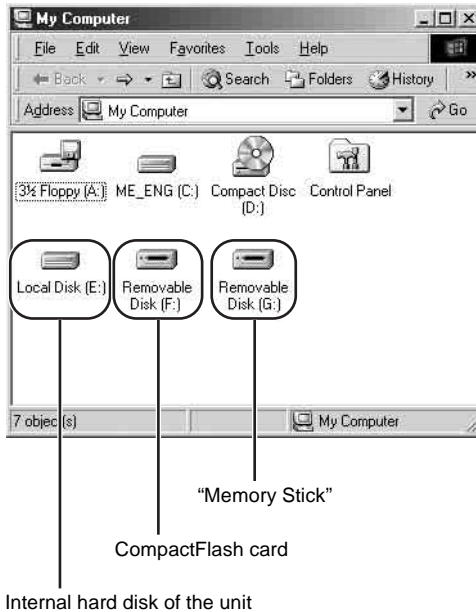 My Computer
File Edit View Favorites Tools Help
Back Search Folders History »
Address My Computer Go
3½ Floppy (A:) ME_ENG (C:) Compact Disc (D:) Control Panel
Local Disk (E:) Removable Disk (F:) Removable Disk (G:)
7 object(s) My Computer
“Memory Stick”
CompactFlash card
Internal hard disk of the unit